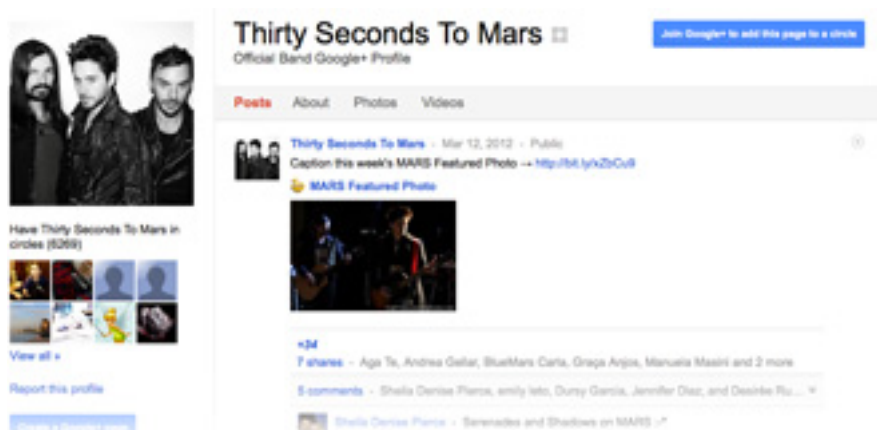 Thirty Seconds To Mars
Official Band Google+ Profile
Join Google+ to add this page to a circle
Posts About Photos Videos
Thirty Seconds To Mars - Mar 12, 2012 - Public
Caption this week's MARS Featured Photo → http://bit.ly/xZbCu9
MARS Featured Photo
Have Thirty Seconds To Mars in
circles (6269)
View all »
Report this profile
+34
7 shares - Aga Te, Andrea Gellar, BlueMars Carla, Graça Anjos, Manuela Masini and 2 more
5 comments - Sheila Denise Pierce, emily leto, Dursy Garcia, Jennifer Diaz, and Desirke Ru...
Sheila Denise Pierce - Serenades and Shadows on MARS :-*